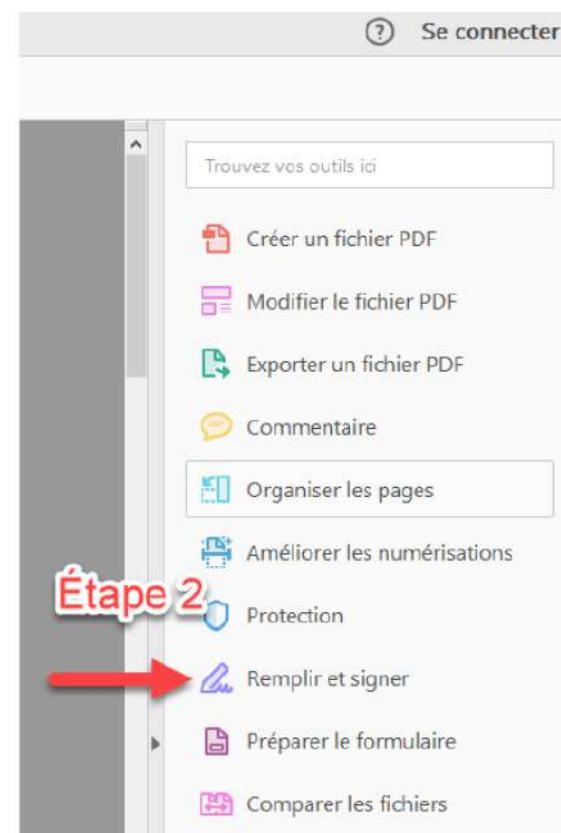 Se connecter
Trouvez vos outils ici
Créer un fichier PDF
Modifier le fichier PDF
Exporter un fichier PDF
Commentaire
Organiser les pages
Améliorer les numérisations
Étape 2
Protection
Remplir et signer
Préparer le formulaire
Comparer les fichiers